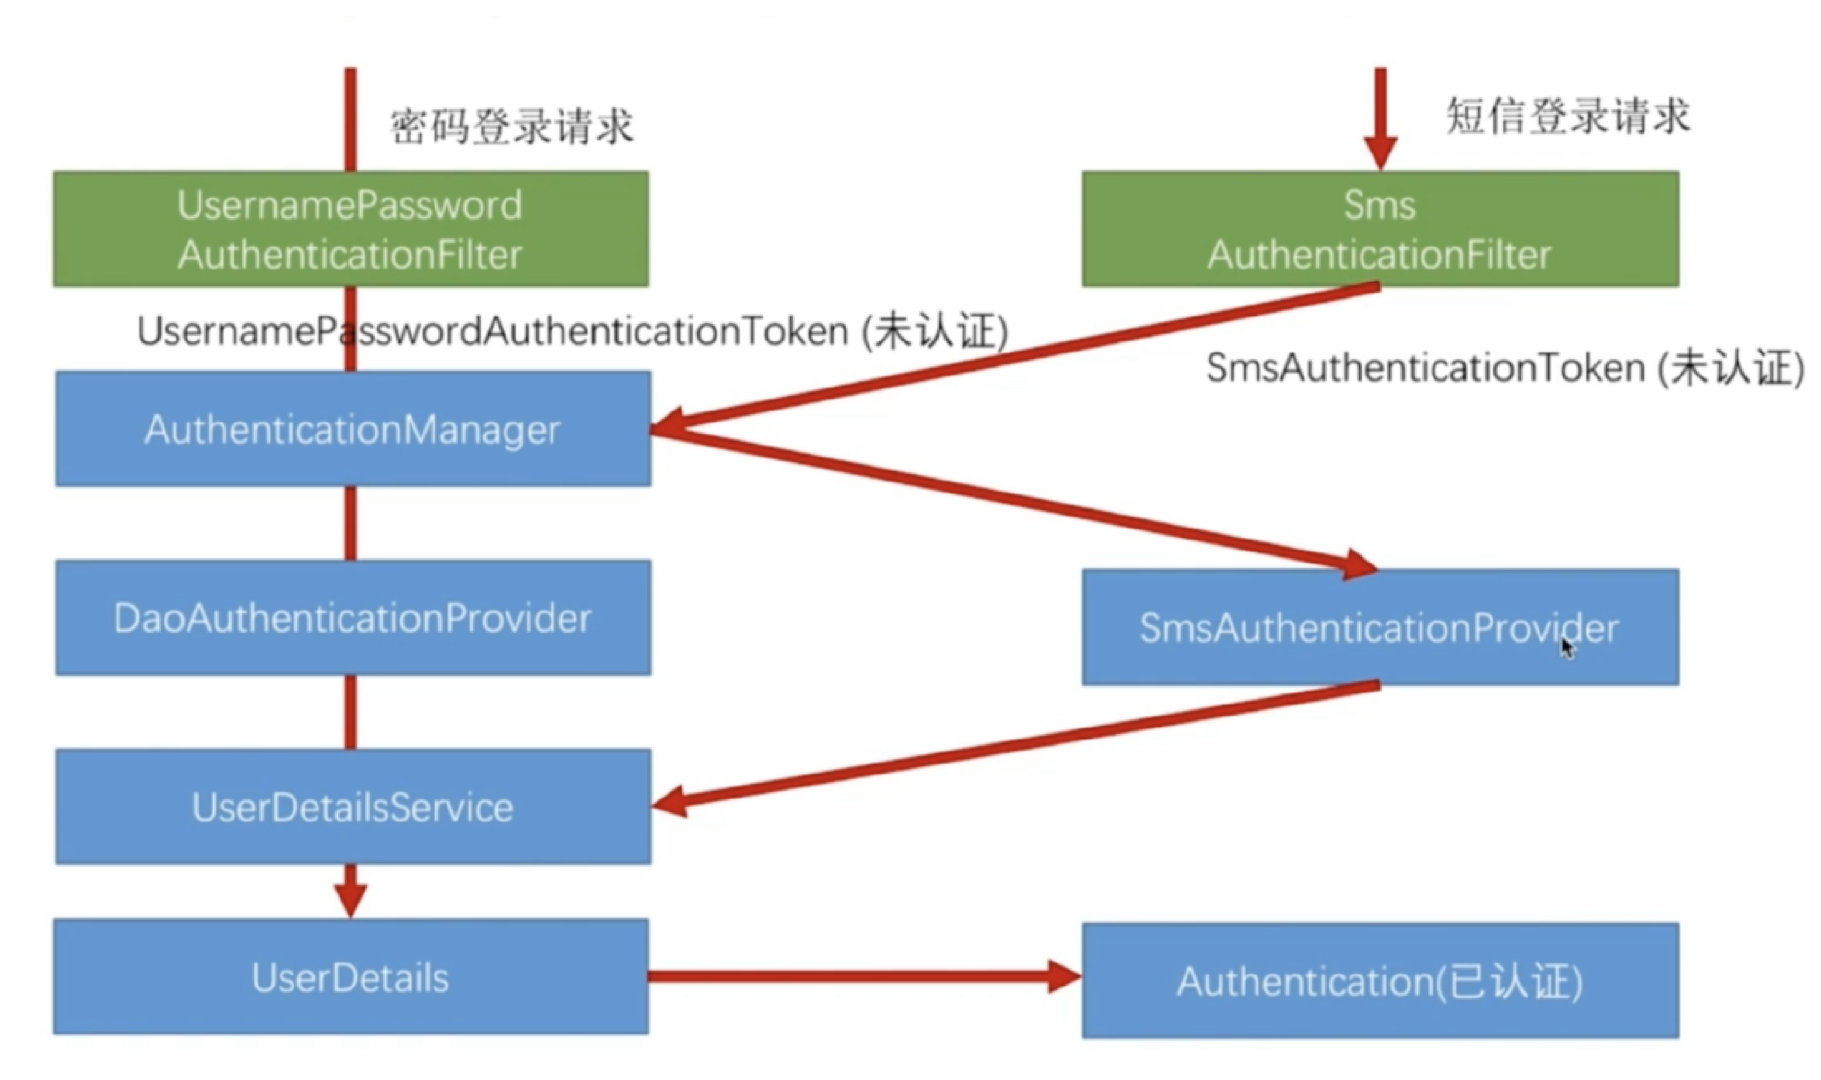 密码登录请求
短信登录请求
UsernamePassword
AuthenticationFilter
Sms
AuthenticationFilter
UsernamePasswordAuthenticationToken (未认证)
SmsAuthenticationToken (未认证)
AuthenticationManager
DaoAuthenticationProvider
SmsAuthenticationProvider
UserDetailsService
UserDetails
Authentication(已认证)